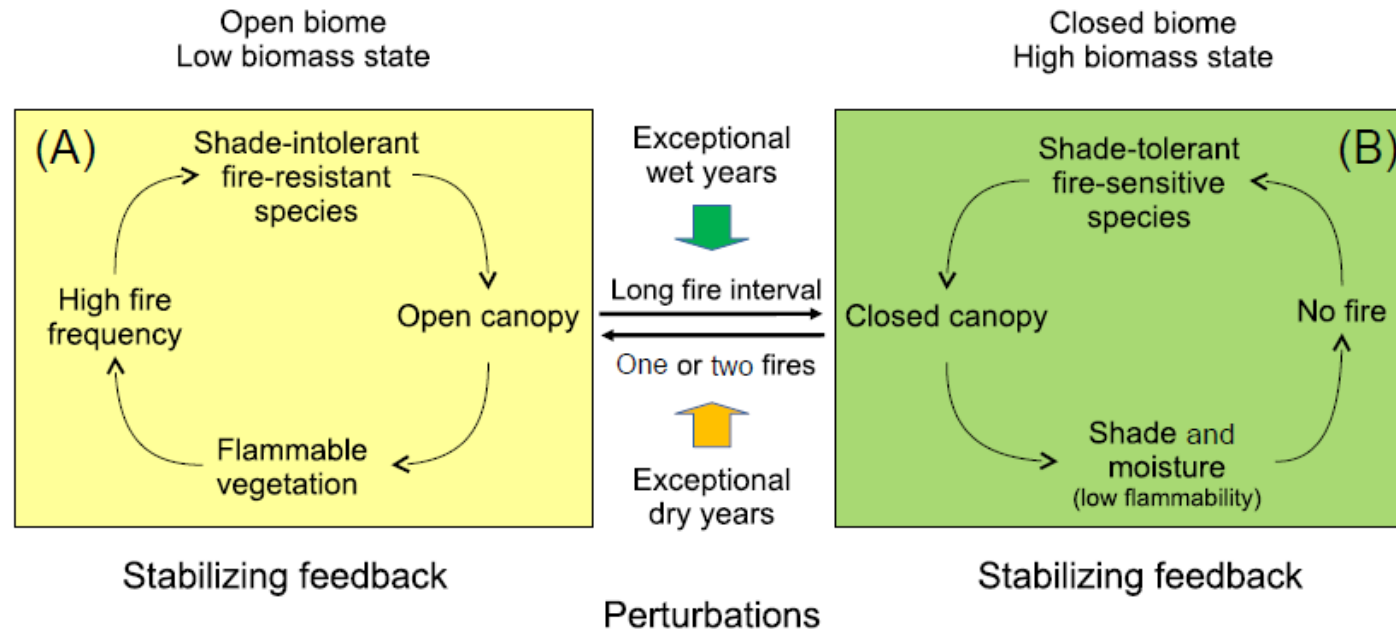 Open biome
Low biomass state
Closed biome
High biomass state
(A)
Shade-intolerant
fire-resistant
species
High fire
frequency
Open canopy
Flammable
vegetation
Stabilizing feedback
Exceptional
wet years
Long fire interval
One or two fires
Exceptional
dry years
Perturbations
(B)
Shade-tolerant
fire-sensitive
species
Closed canopy
No fire
Shade and
moisture
(low flammability)
Stabilizing feedback